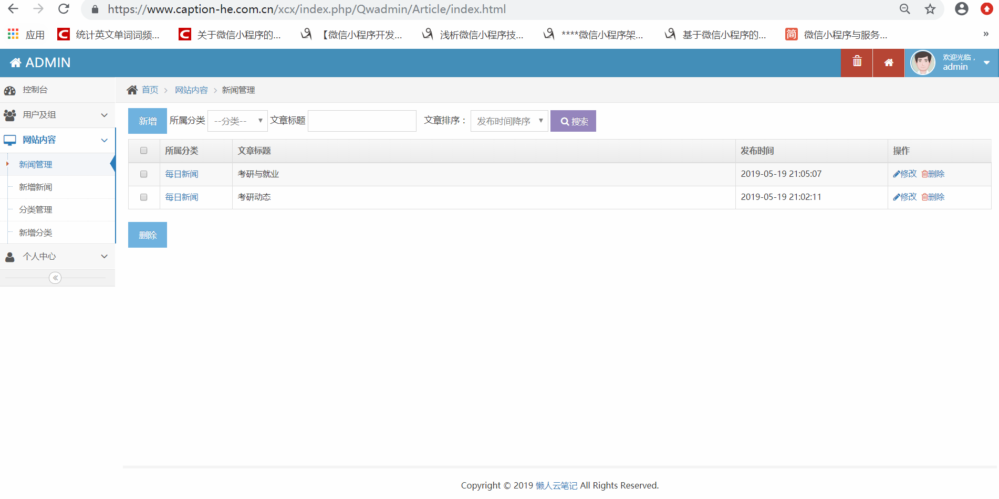 https://www.caption-he.com.cn/xcx/index.php/Qwadmin/Article/index.html
应用 统计英文单词词频... 关于微信小程序的... 【微信小程序开发... 浅析微信小程序技... ****微信小程序架... 基于微信小程序的... 简 微信小程序与服务... »
ADMIN
欢迎光临，
admin
控制台
首页 > 网站内容 > 新闻管理
用户及组
网站内容
新闻管理
新增新闻
分类管理
新增分类
个人中心
新增 所属分类 --分类-- 文章标题 文章排序： 发布时间降序 搜索
所属分类 文章标题 发布时间 操作
每日新闻 考研与就业 2019-05-19 21:05:07 修改 删除
每日新闻 考研动态 2019-05-19 21:02:11 修改 删除
删除
Copyright © 2019 懒人云笔记 All Rights Reserved.